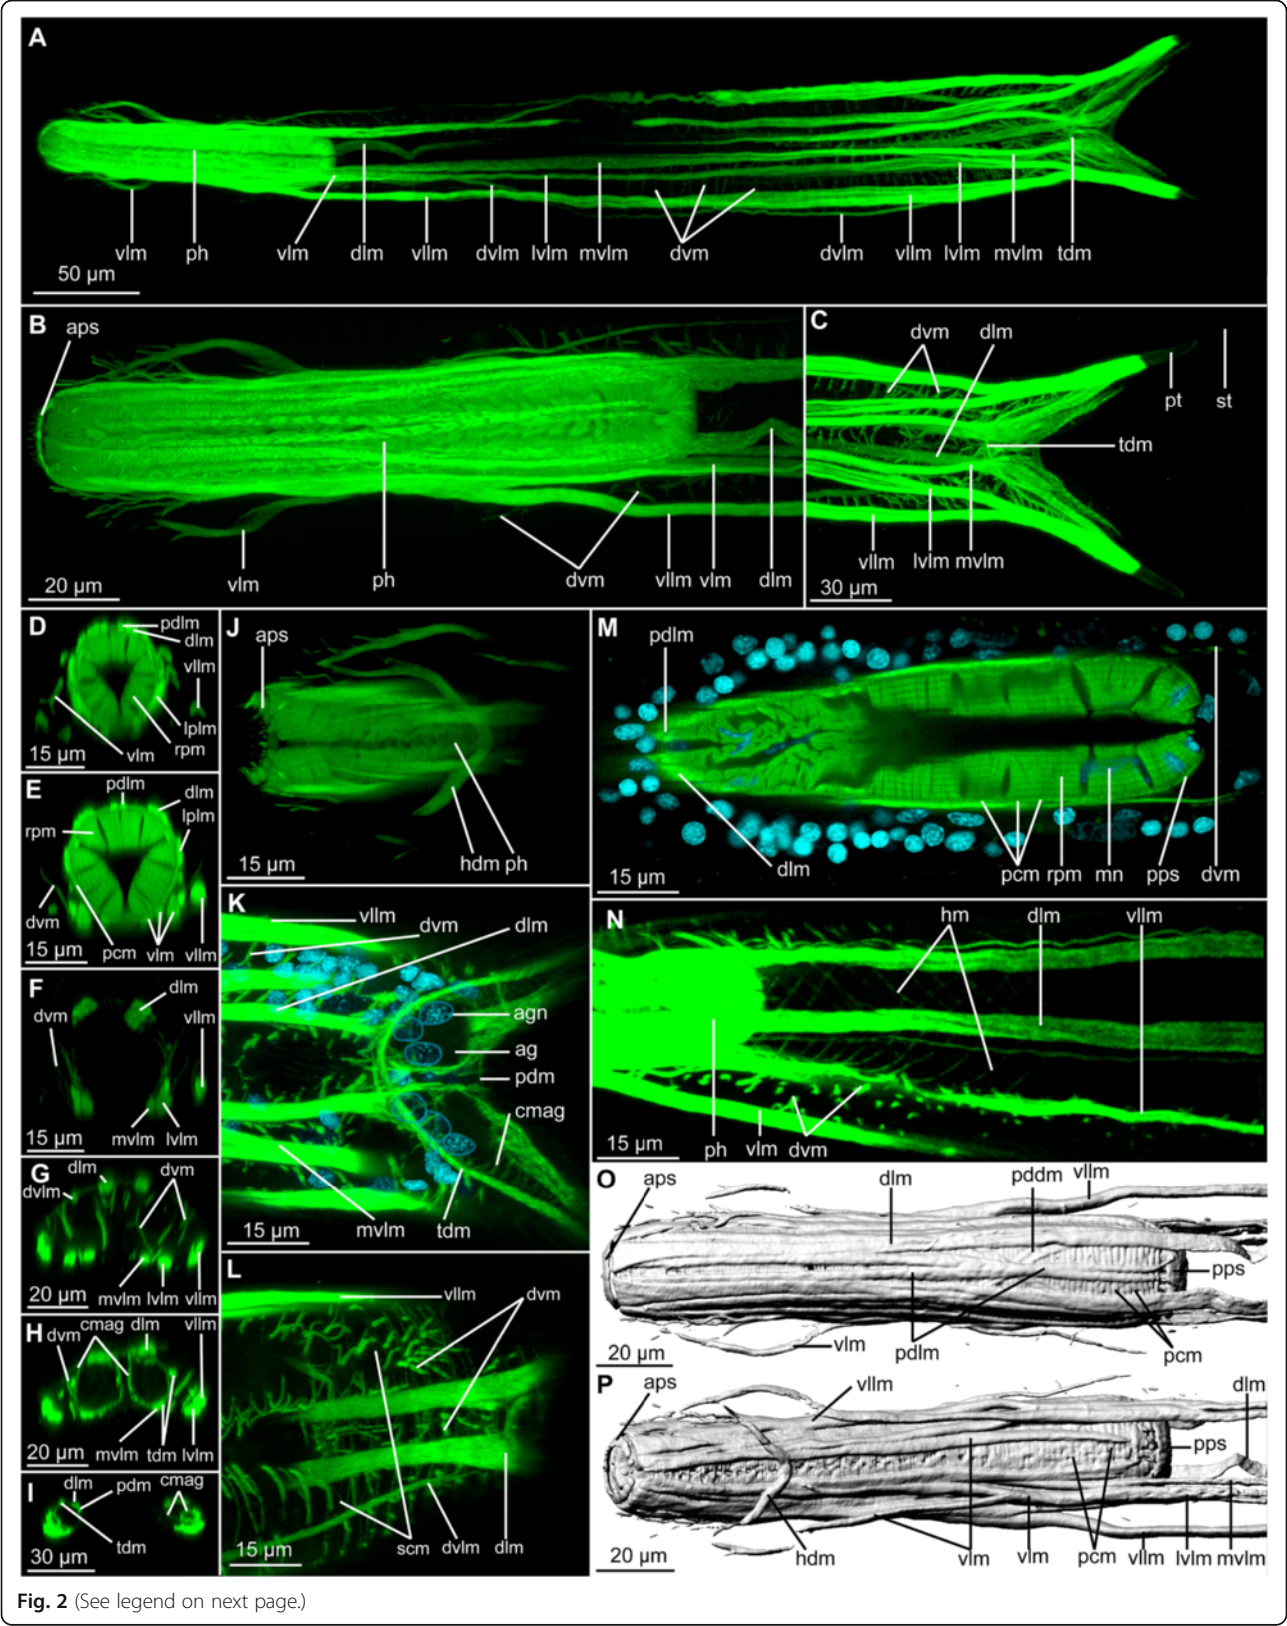 A
vlm ph vlm dlm vllm dvlm lvlm mvlm dvm dvlm vllm lvlm mvlm tdm
50 µm
B
aps
vlm ph dvm vllm vlm dlm
20 µm
C
dvm dlm
pt st
tdm
vllm lvlm mvlm
30 µm
D
pdlm
dlm
vllm
lplm
rpm
vlm
15 µm
E
pdlm
dlm
lplm
rpm
dvm
pcm vlm vllm
15 µm
F
dlm
dvm
vllm
mvlm lvlm
15 µm
G
dlm
dvm
dvlm
mvlm lvlm vllm
20 µm
H
dvm cmag dlm vllm
mvlm tdm lvlm
20 µm
I
dlm pdm cmag
tdm
30 µm
J
aps
hdm ph
15 µm
K
vllm
dvm
dlm
agn
ag
pdm
cmag
mvlm tdm
15 µm
L
vllm
dvm
scm dvlm dlm
15 µm
M
pdlm
dlm
pcm rpm mn pps dvm
15 µm
N
hm dlm vllm
ph vlm dvm
15 µm
O
aps
dlm
pddm
vllm
pps
vlm
pdlm
pcm
20 µm
P
aps
vllm
dlm
pps
hdm vlm vlm pcm vllm lvlm mvlm
20 µm
Fig. 2 (See legend on next page.)